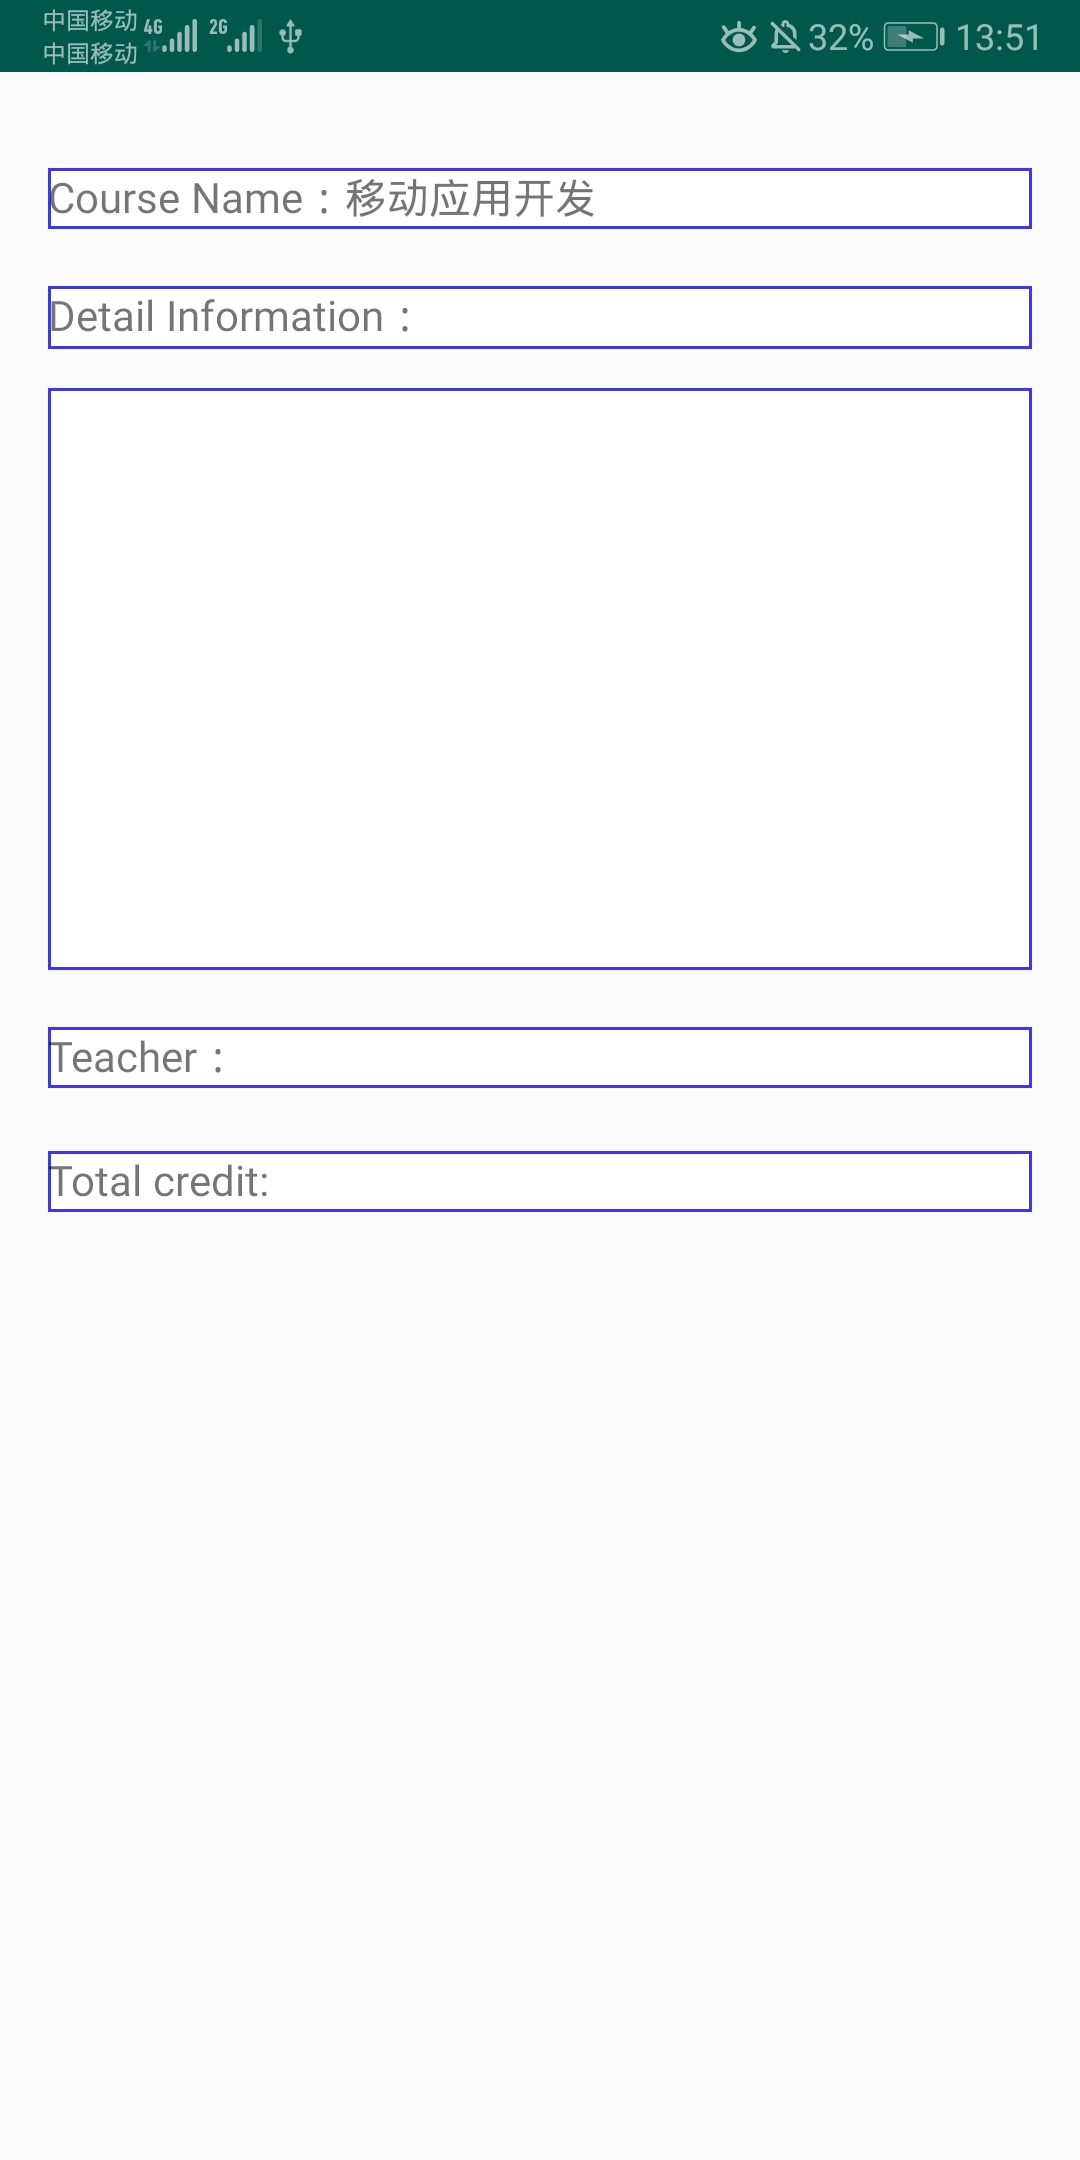 中国移动 4G 2G 32% 13:51
中国移动
Course Name：移动应用开发
Detail Information：
Teacher：
Total credit: